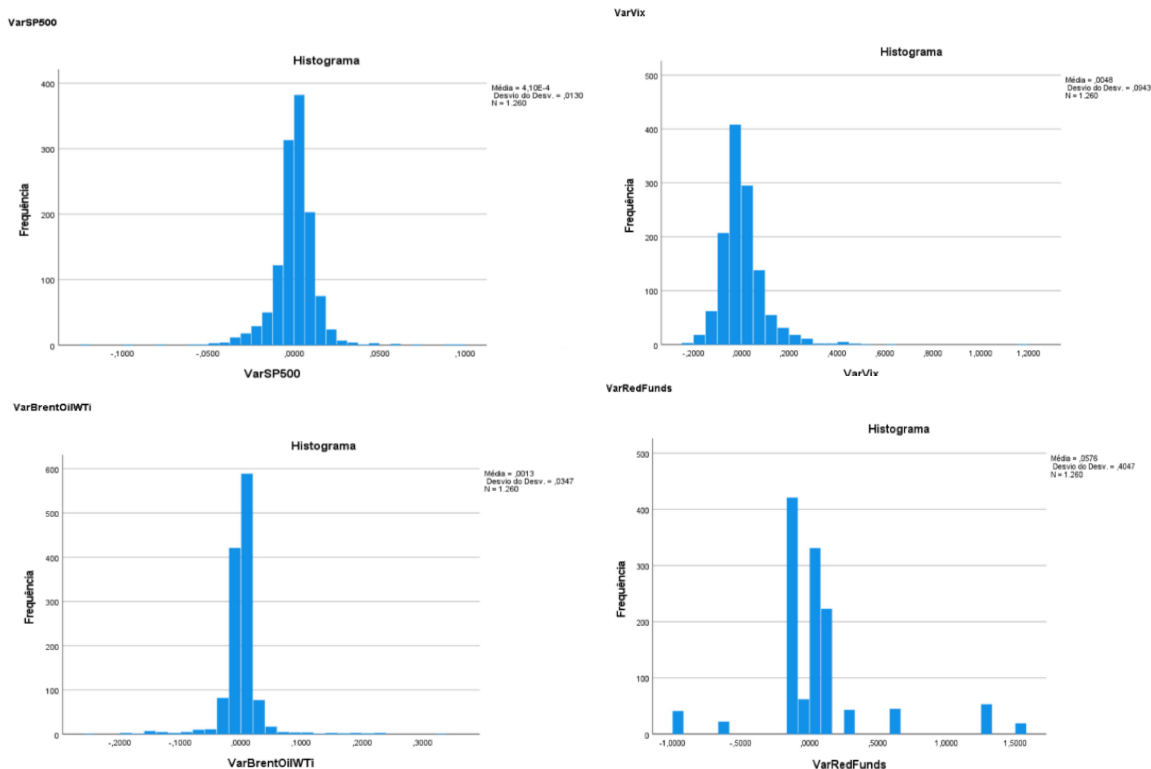 VarSP500
Histograma
Média = 4,10E-4
Desvio do Desv. = ,0130
N = 1.260
400
300
200
100
0
Frequência
-,1000
-,0500
,0000
,0500
,1000
VarSP500
VarVix
Histograma
Média = ,0048
Desvio do Desv. = ,0943
N = 1.260
500
400
300
200
100
0
Frequência
-,2000
,0000
,2000
,4000
,6000
,8000
1,0000
1,2000
VarVix
VarBrentOilWTi
Histograma
Média = ,0013
Desvio do Desv. = ,0347
N = 1.260
600
500
400
300
200
100
0
Frequência
-,2000
-,1000
,0000
,1000
,2000
,3000
VarBrentOilWTi
VarRedFunds
Histograma
Média = ,0576
Desvio do Desv. = ,4047
N = 1.260
500
400
300
200
100
0
Frequência
-1,0000
-,5000
,0000
,5000
1,0000
1,5000
VarRedFunds